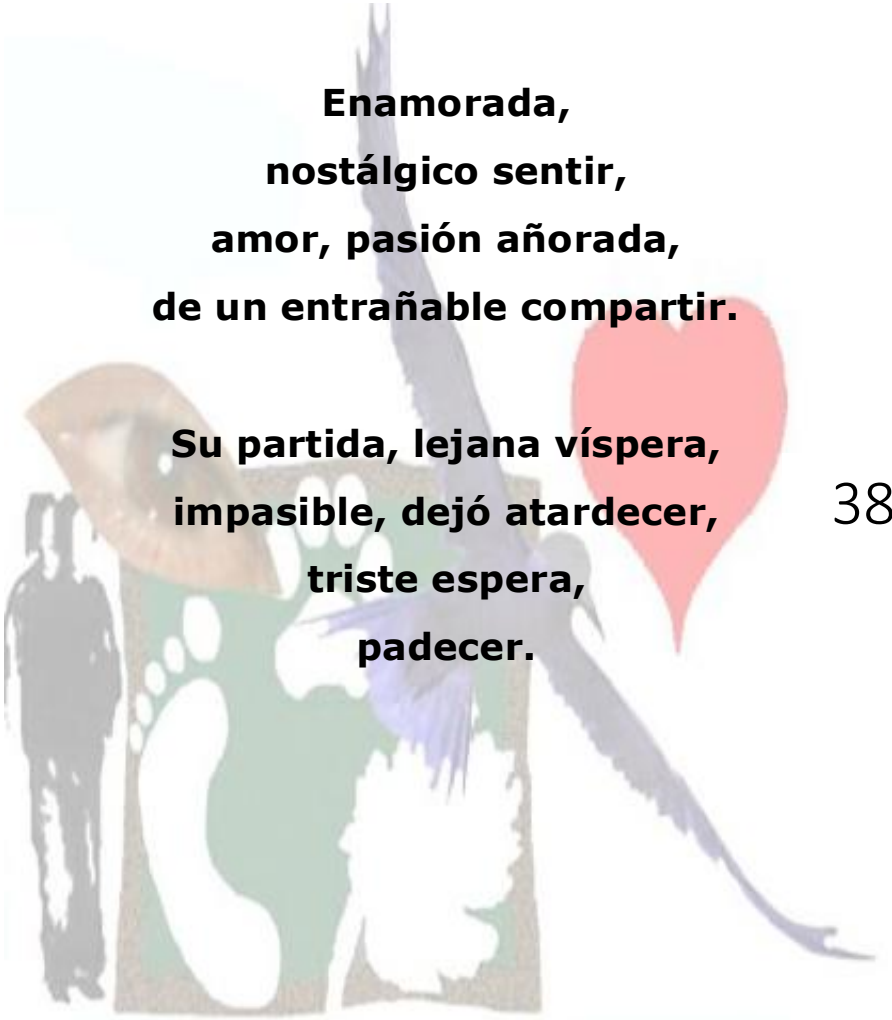 Enamorada,
nostálgico sentir,
amor, pasión añorada,
de un entrañable compartir.
Su partida, lejana víspera,
impasible, dejó atardecer,
38
triste espera,
padecer.